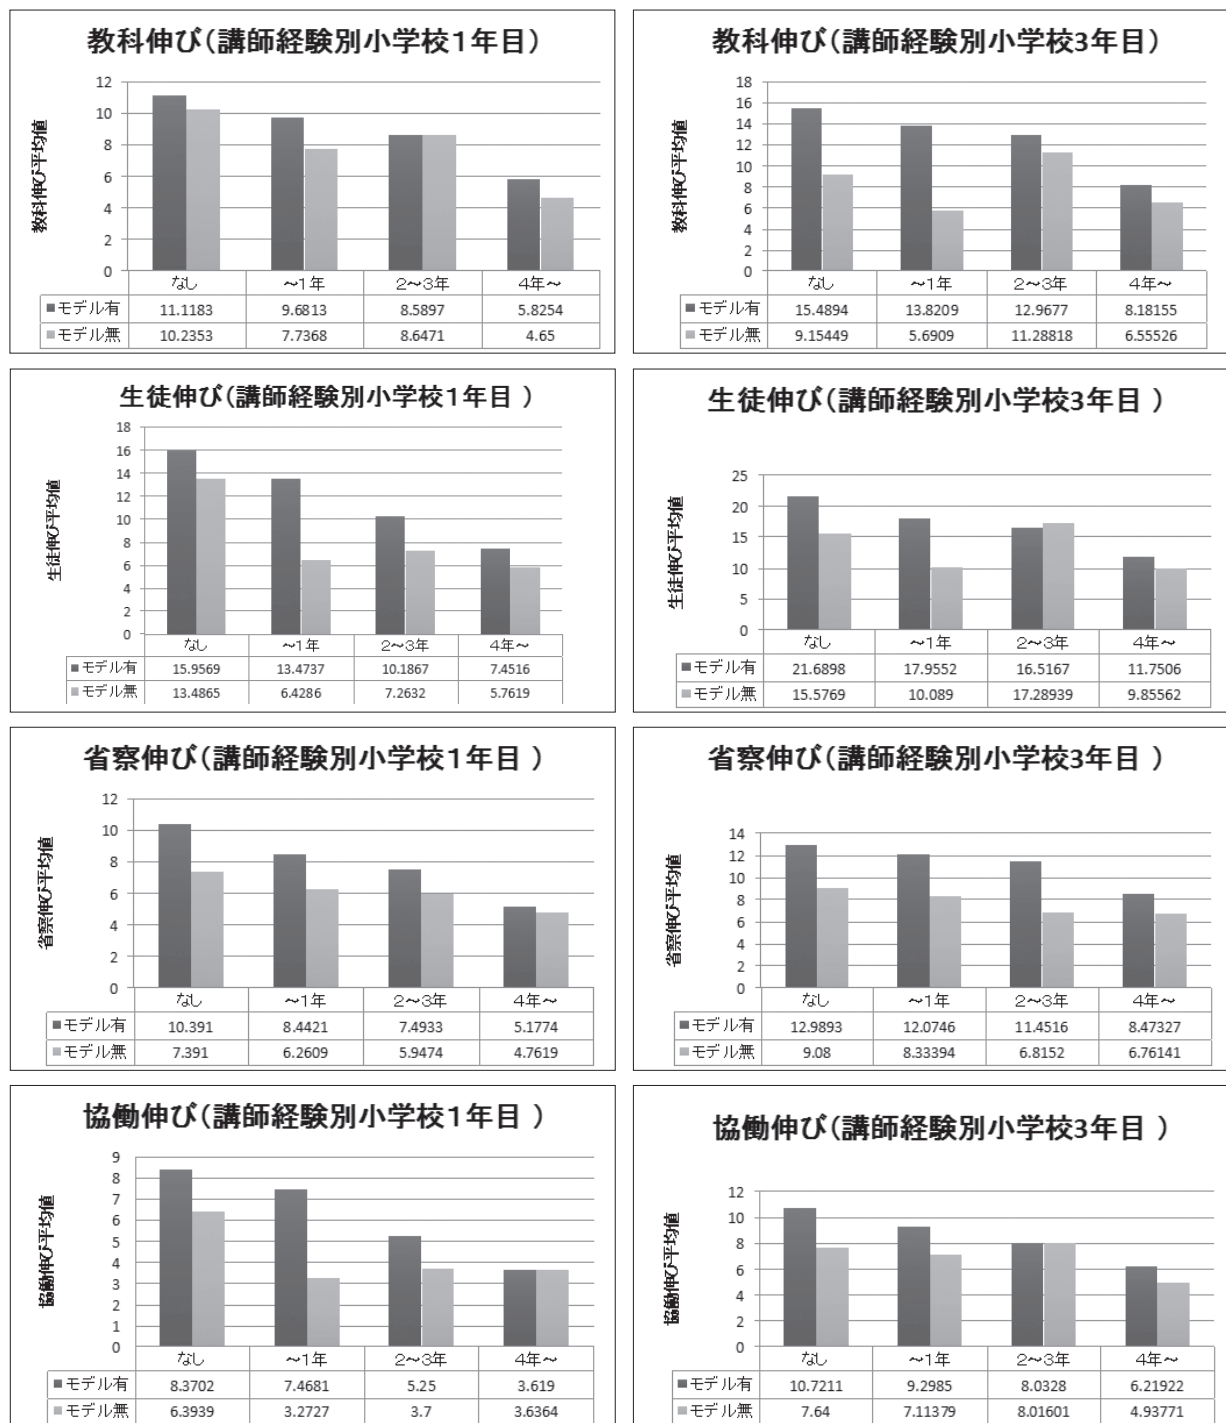 教科伸び(講師経験別小学校1年目)
教科伸び平均値
12
10
8
6
4
2
0
なし ～1年 2～3年 4年～
モデル有 11.1183 9.6813 8.5897 5.8254
モデル無 10.2353 7.7368 8.6471 4.65
教科伸び(講師経験別小学校3年目)
教科伸び平均値
18
16
14
12
10
8
6
4
2
0
なし ～1年 2～3年 4年～
モデル有 15.4894 13.8209 12.9677 8.18155
モデル無 9.15449 5.6909 11.28818 6.55526
生徒伸び(講師経験別小学校1年目 )
生徒伸び平均値
18
16
14
12
10
8
6
4
2
0
なし ～1年 2～3年 4年～
モデル有 15.9569 13.4737 10.1867 7.4516
モデル無 13.4865 6.4286 7.2632 5.7619
生徒伸び(講師経験別小学校3年目 )
生徒伸び平均値
25
20
15
10
5
0
なし ～1年 2～3年 4年～
モデル有 21.6898 17.9552 16.5167 11.7506
モデル無 15.5769 10.089 17.28939 9.85562
省察伸び(講師経験別小学校1年目 )
省察伸び平均値
12
10
8
6
4
2
0
なし ～1年 2～3年 4年～
モデル有 10.391 8.4421 7.4933 5.1774
モデル無 7.391 6.2609 5.9474 4.7619
省察伸び(講師経験別小学校3年目 )
省察伸び平均値
14
12
10
8
6
4
2
0
なし ～1年 2～3年 4年～
モデル有 12.9893 12.0746 11.4516 8.47327
モデル無 9.08 8.33394 6.8152 6.76141
協働伸び(講師経験別小学校1年目 )
協働伸び平均値
9
8
7
6
5
4
3
2
1
0
なし ～1年 2～3年 4年～
モデル有 8.3702 7.4681 5.25 3.619
モデル無 6.3939 3.2727 3.7 3.6364
協働伸び(講師経験別小学校3年目 )
協働伸び平均値
12
10
8
6
4
2
0
なし ～1年 2～3年 4年～
モデル有 10.7211 9.2985 8.0328 6.21922
モデル無 7.64 7.11379 8.01601 4.93771